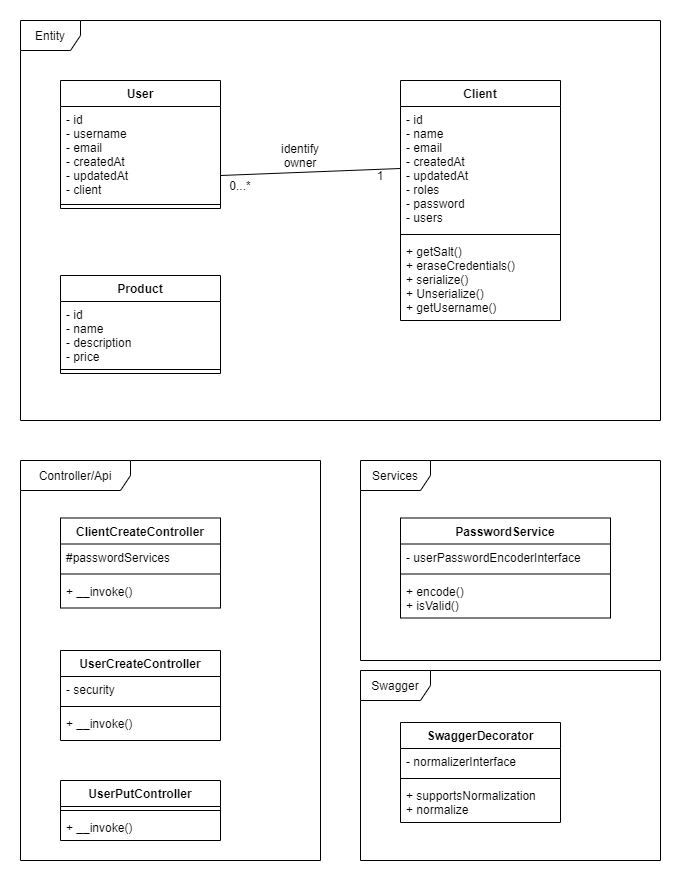 Entity
User
- id
- username
- email
- createdAt
- updatedAt
- client
identify
owner
0...*
1
Client
- id
- name
- email
- createdAt
- updatedAt
- roles
- password
- users
+ getSalt()
+ eraseCredentials()
+ serialize()
+ Unserialize()
+ getUsername()
Product
- id
- name
- description
- price
Controller/Api
ClientCreateController
#passwordServices
+ __invoke()
UserCreateController
- security
+ __invoke()
UserPutController
+ __invoke()
Services
PasswordService
- userPasswordEncoderInterface
+ encode()
+ isValid()
Swagger
SwaggerDecorator
- normalizerInterface
+ supportsNormalization
+ normalize